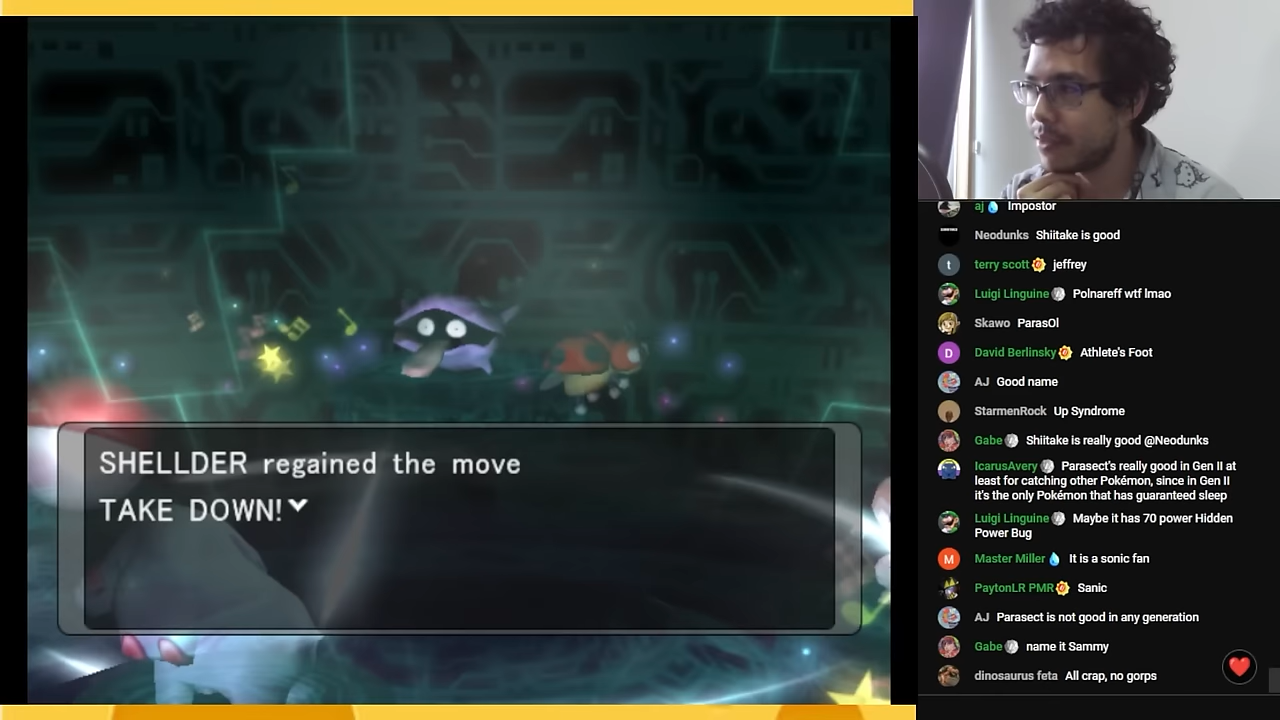 SHELLDER regained the move
TAKE DOWN!
aj Impostor
Neodunks Shiitake is good
t terry scott jeffrey
Luigi Linguine Polnareff wtf lmao
Skawo ParasOl
D David Berlinsky Athlete's Foot
AJ Good name
StarmenRock Up Syndrome
Gabe Shiitake is really good @Neodunks
IcarusAvery Parasect's really good in Gen II at
least for catching other Pokémon, since in Gen II
it's the only Pokémon that has guaranteed sleep
Luigi Linguine Maybe it has 70 power Hidden
Power Bug
M Master Miller It is a sonic fan
PaytonLR PMR Sanic
AJ Parasect is not good in any generation
Gabe name it Sammy
dinosaurus feta All crap, no gorps